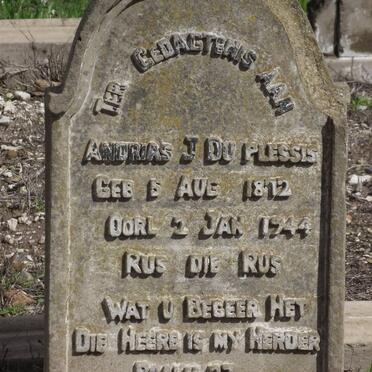 TER GEDAGTENIS AAN
ANDRIAS J DU PLESSIS
GEB 5 AUG 1872
OORL 2 JAN 1944
RUS DIE RUS
WAT U BEGEER HET
DIE HEERE IS MY HERDER